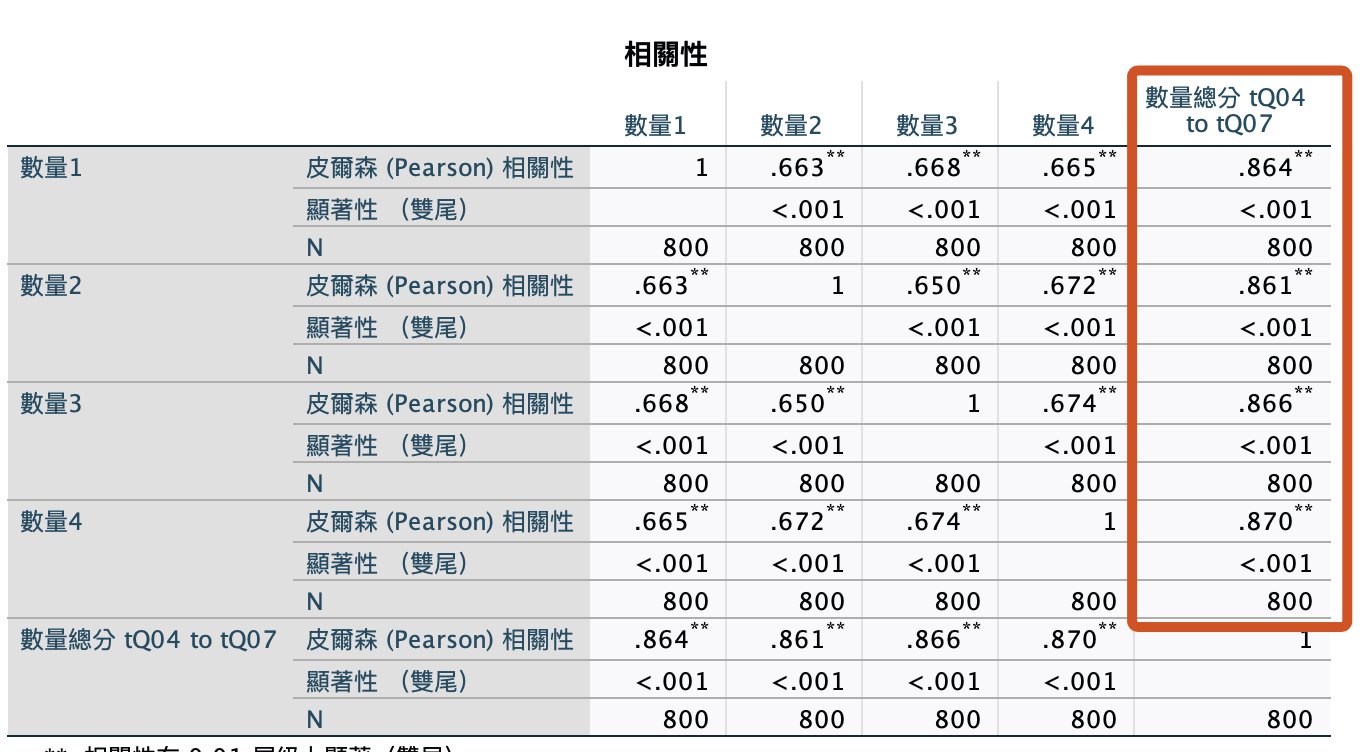 相關性
數量1 數量2 數量3 數量4 數量總分 tQ04
to tQ07
數量1 皮爾森 (Pearson) 相關性 1 .663** .668** .665** .864**
顯著性 （雙尾） <.001 <.001 <.001 <.001
N 800 800 800 800 800
數量2 皮爾森 (Pearson) 相關性 .663** 1 .650** .672** .861**
顯著性 （雙尾） <.001 <.001 <.001 <.001
N 800 800 800 800 800
數量3 皮爾森 (Pearson) 相關性 .668** .650** 1 .674** .866**
顯著性 （雙尾） <.001 <.001 <.001 <.001
N 800 800 800 800 800
數量4 皮爾森 (Pearson) 相關性 .665** .672** .674** 1 .870**
顯著性 （雙尾） <.001 <.001 <.001 <.001
N 800 800 800 800 800
數量總分 tQ04 to tQ07 皮爾森 (Pearson) 相關性 .864** .861** .866** .870** 1
顯著性 （雙尾） <.001 <.001 <.001 <.001
N 800 800 800 800 800
**. 相關性在 0.01 層級上顯著（雙尾）